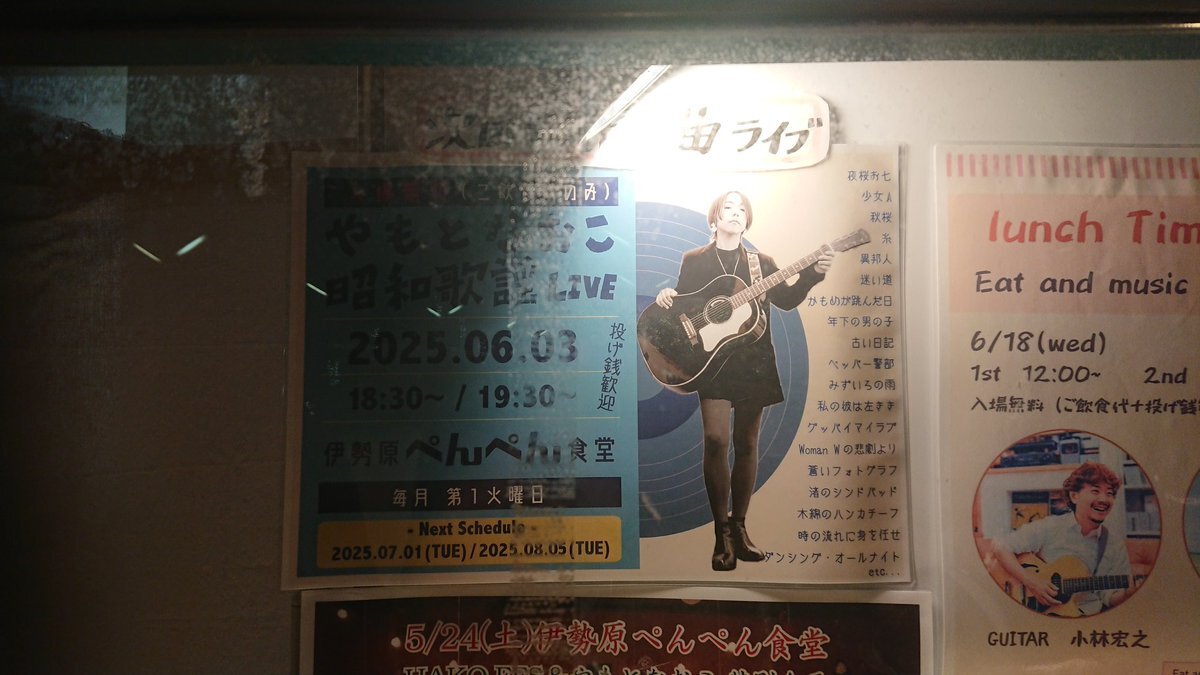 ライブ
のみ)
やもとなおこ
昭和歌謡 LIVE
2025.06.03
18:30~ / 19:30~
投げ銭歓迎
伊勢原 ぺんぺん 食堂
毎月 第1火曜日
- Next Schedule -
2025.07.01(TUE) / 2025.08.05(TUE)
夜桜お七
少女A
秋桜
糸
異邦人
迷い道
かもめが跳んだ日
年下の男の子
古い日記
ペッパー警部
みずいろの雨
私の彼は左きき
グッバイマイラブ
Woman Wの悲劇より
蒼いフォトグラフ
渚のシンドバッド
木綿のハンカチーフ
時の流れに身を任せ
ダンシング・オールナイト
etc...
5/24(土)伊勢原ぺんぺん食堂
lunch Tim
Eat and music
6/18(wed)
1st 12:00~ 2nd
入場無料 (ご飲食代+投げ銭
GUITAR 小林宏之